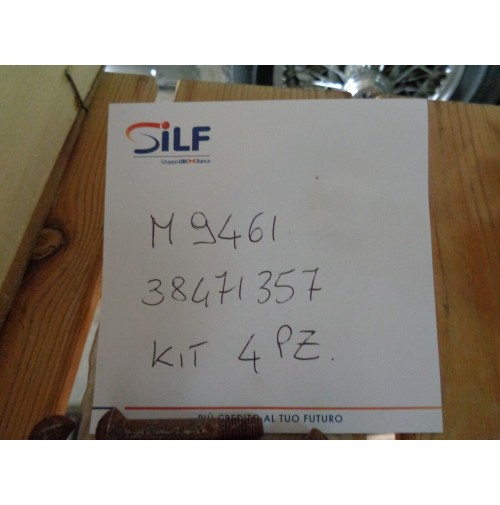 SiLF
Gruppo UBI Banca
M 9461
38471357
KIT 4 PZ.
PIÙ CREDITO AL TUO FUTURO